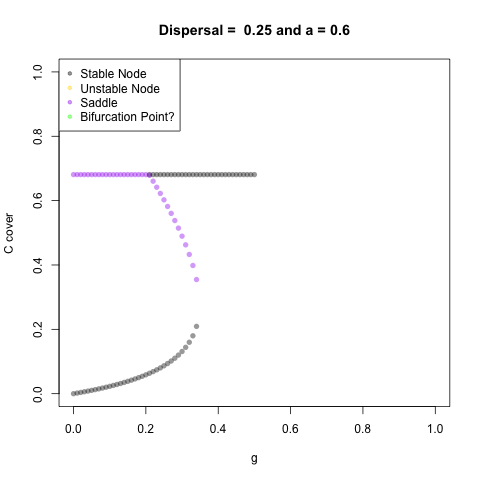 Dispersal =  0.25 and a = 0.6
Stable Node
Unstable Node
Saddle
Bifurcation Point?
1.0
0.8
0.6
0.4
0.2
0.0
C cover
0.0 0.2 0.4 0.6 0.8 1.0
g